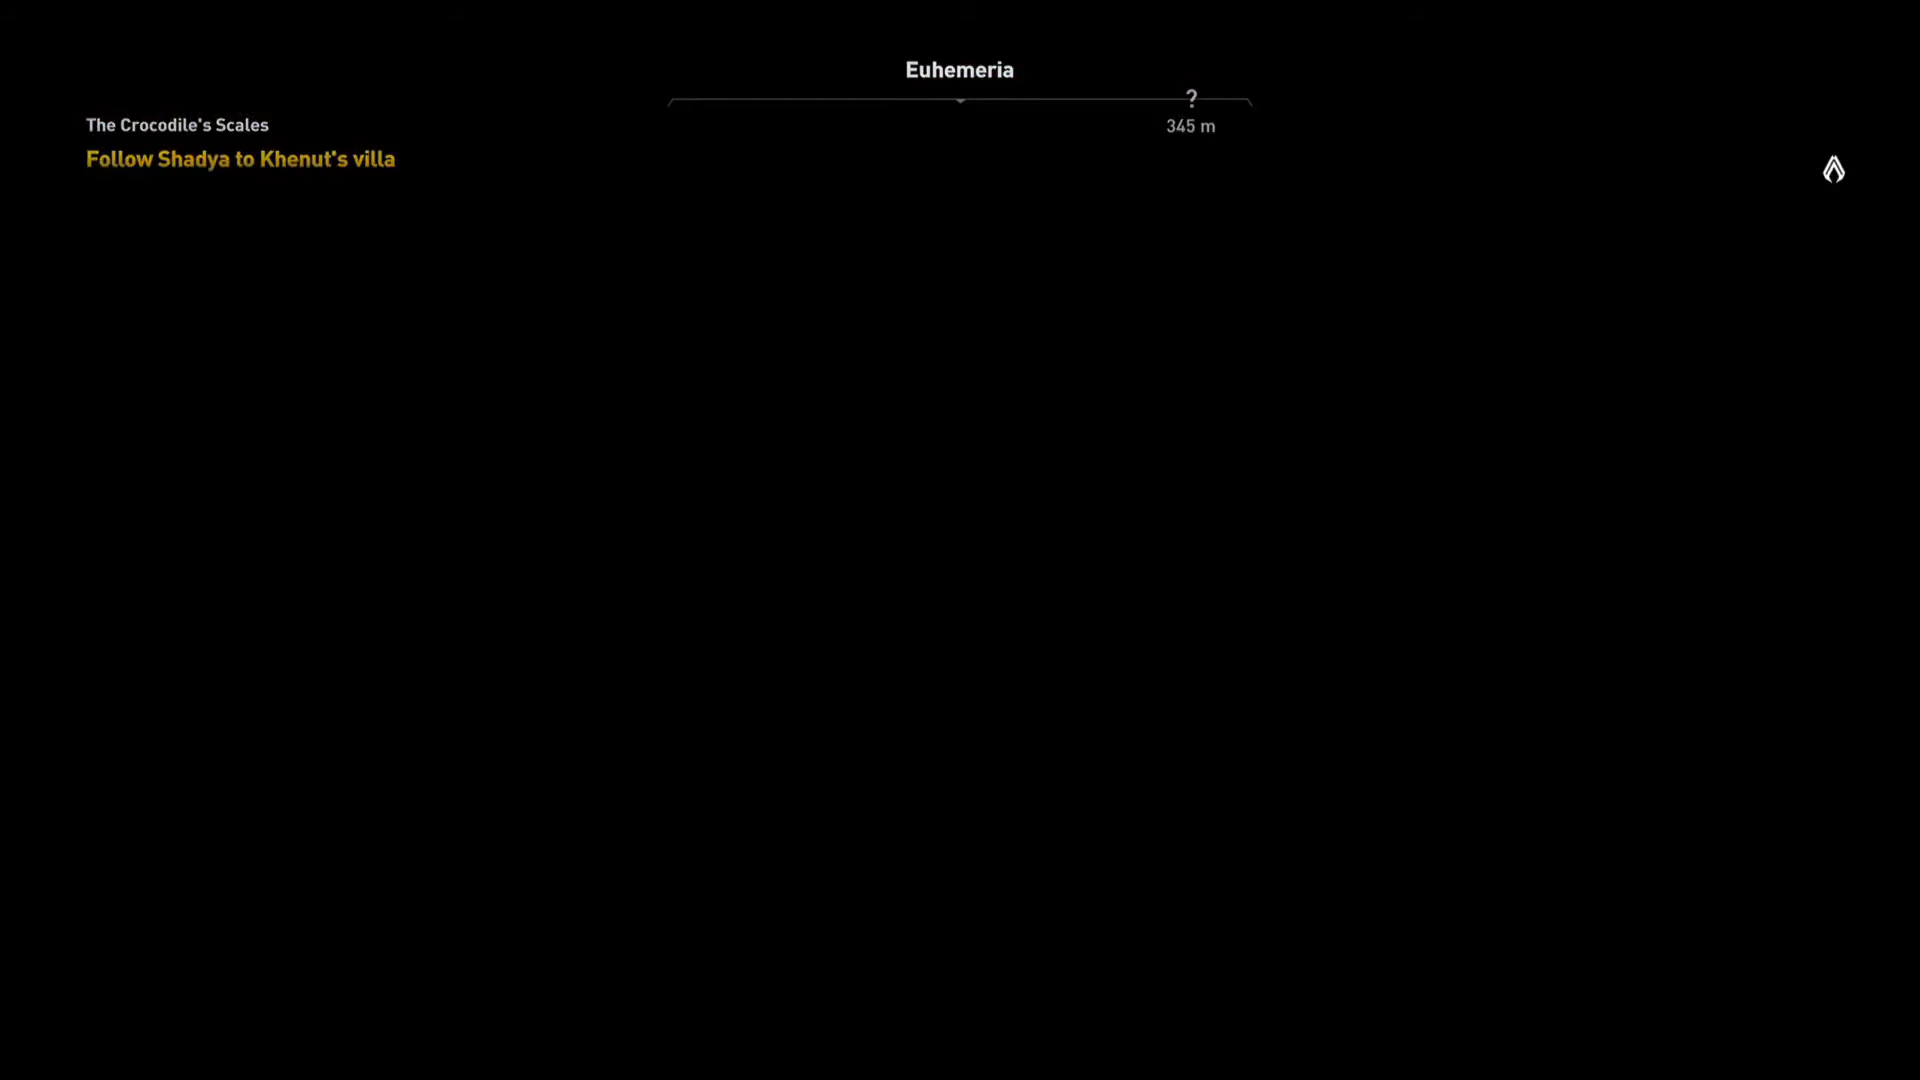 Euhemeria
?
345 m
The Crocodile's Scales
Follow Shadya to Khenut's villa